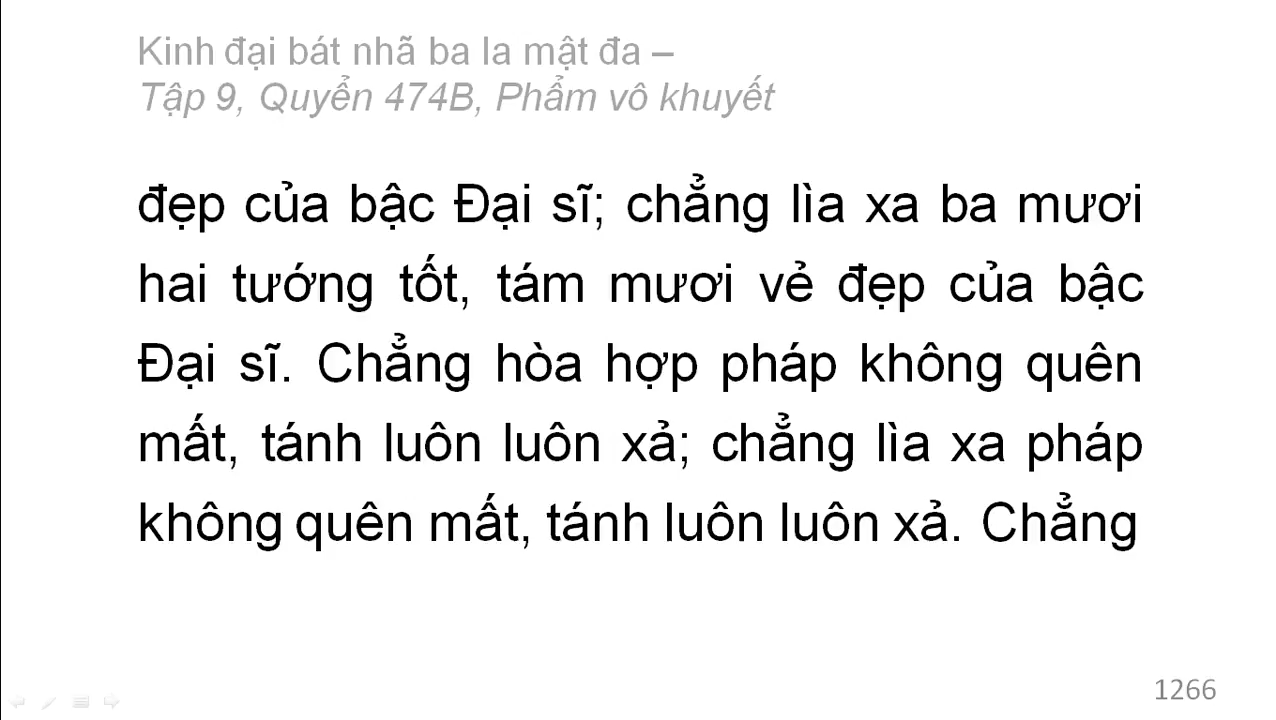 Kinh đại bát nhã ba la mật đa –
Tập 9, Quyển 474B, Phẩm vô khuyết
đẹp của bậc Đại sĩ; chẳng lìa xa ba mươi
hai tướng tốt, tám mươi vẻ đẹp của bậc
Đại sĩ. Chẳng hòa hợp pháp không quên
mất, tánh luôn luôn xả; chẳng lìa xa pháp
không quên mất, tánh luôn luôn xả. Chẳng
1266